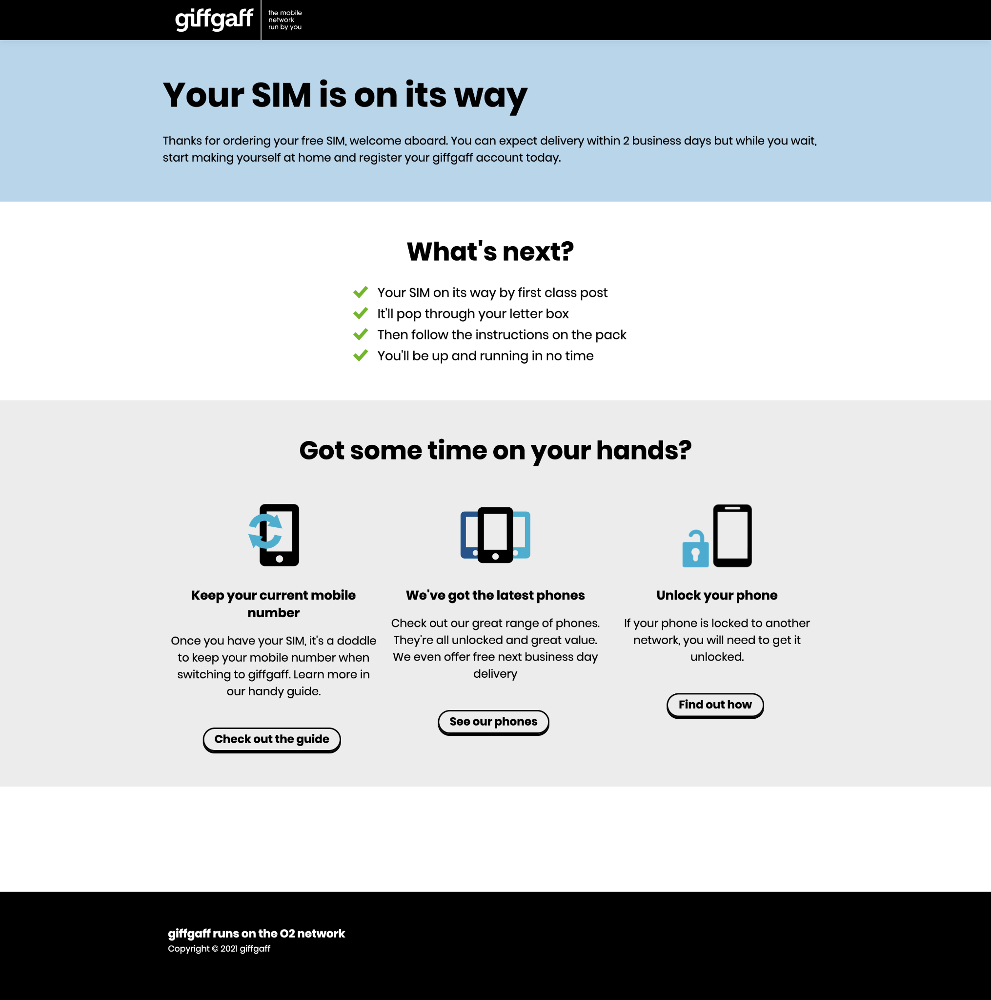 giffgaff
the mobile
network
run by you
Your SIM is on its way
Thanks for ordering your free SIM, welcome aboard. You can expect delivery within 2 business days but while you wait,
start making yourself at home and register your giffgaff account today.
What's next?
Your SIM on its way by first class post
It'll pop through your letter box
Then follow the instructions on the pack
You'll be up and running in no time
Got some time on your hands?
Keep your current mobile
number
Once you have your SIM, it's a doddle
to keep your mobile number when
switching to giffgaff. Learn more in
our handy guide.
Check out the guide
We've got the latest phones
Check out our great range of phones.
They're all unlocked and great value.
We even offer free next business day
delivery
See our phones
Unlock your phone
If your phone is locked to another
network, you will need to get it
unlocked.
Find out how
giffgaff runs on the O2 network
Copyright © 2021 giffgaff